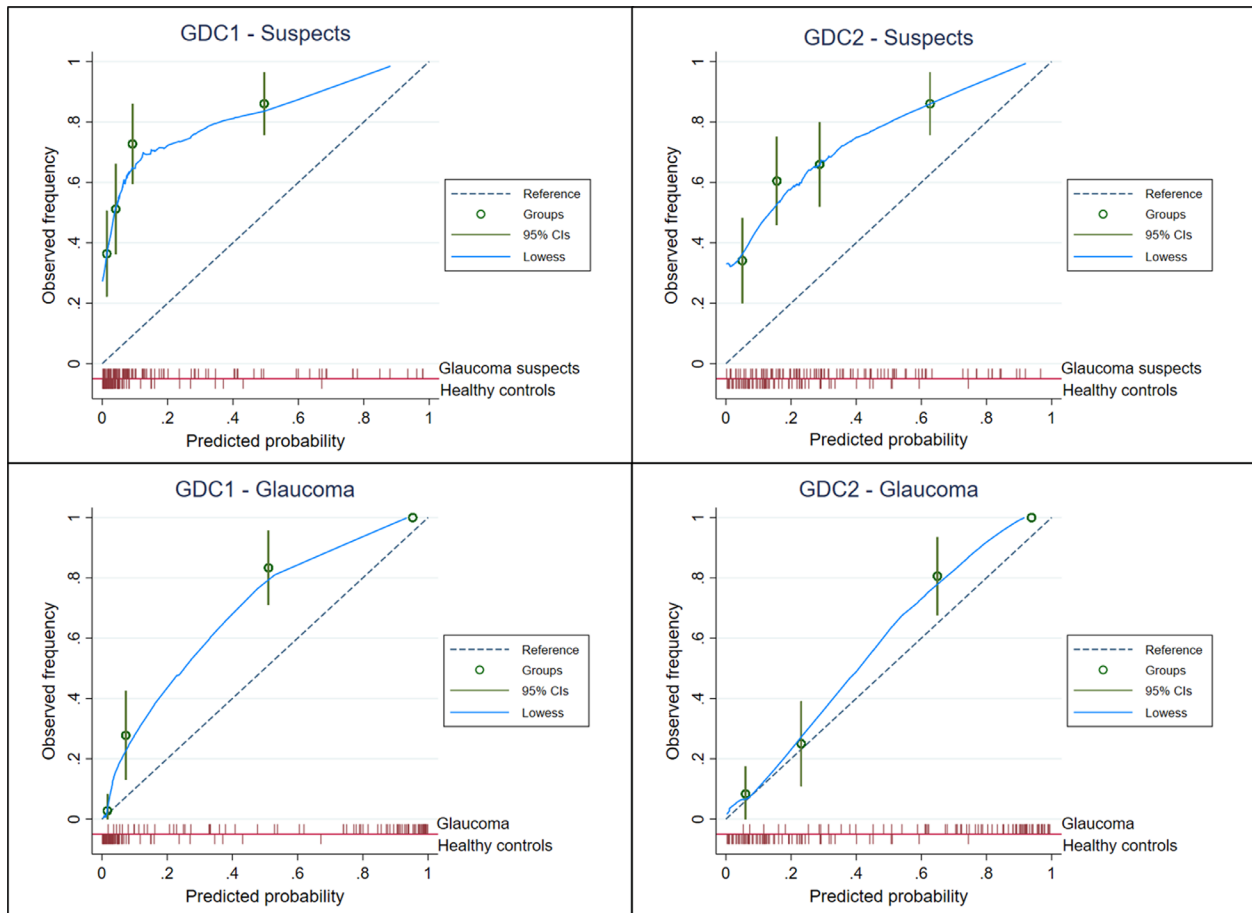 GDC1 - Suspects
Observed frequency
1
.8
.6
.4
.2
0
Reference
Groups
95% CIs
Lowess
Glaucoma suspects
Healthy controls
0 .2 .4 .6 .8 1
Predicted probability
GDC2 - Suspects
Observed frequency
1
.8
.6
.4
.2
0
Reference
Groups
95% CIs
Lowess
Glaucoma suspects
Healthy controls
0 .2 .4 .6 .8 1
Predicted probability
GDC1 - Glaucoma
Observed frequency
1
.8
.6
.4
.2
0
Reference
Groups
95% CIs
Lowess
Glaucoma
Healthy controls
0 .2 .4 .6 .8 1
Predicted probability
GDC2 - Glaucoma
Observed frequency
1
.8
.6
.4
.2
0
Reference
Groups
95% CIs
Lowess
Glaucoma
Healthy controls
0 .2 .4 .6 .8 1
Predicted probability